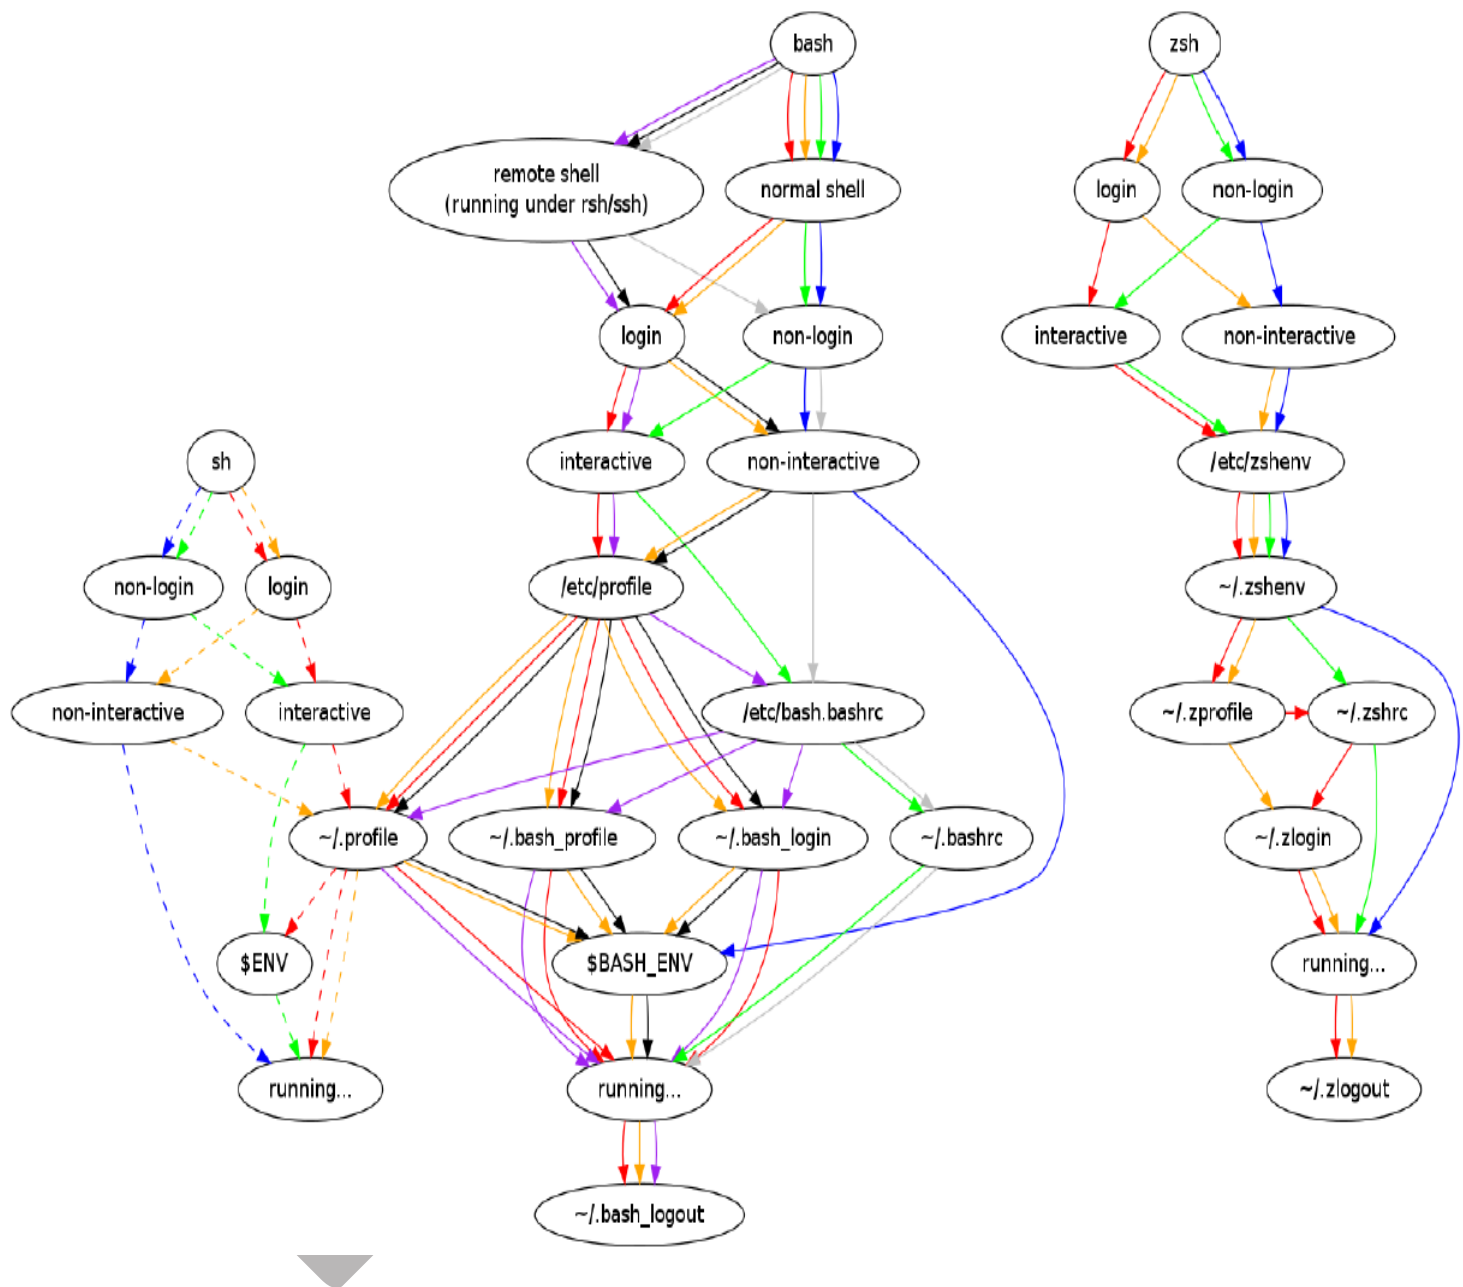 bash
zsh
remote shell
(running under rsh/ssh)
normal shell
login
non-login
login
non-login
interactive
non-interactive
sh
interactive
non-interactive
/etc/zshenv
non-login
login
/etc/profile
~/.zshenv
non-interactive
interactive
/etc/bash.bashrc
~/.zprofile
~/.zshrc
~/.profile
~/.bash_profile
~/.bash_login
~/.bashrc
~/.zlogin
$ENV
$BASH_ENV
running...
running...
running...
~/.zlogout
~/.bash_logout